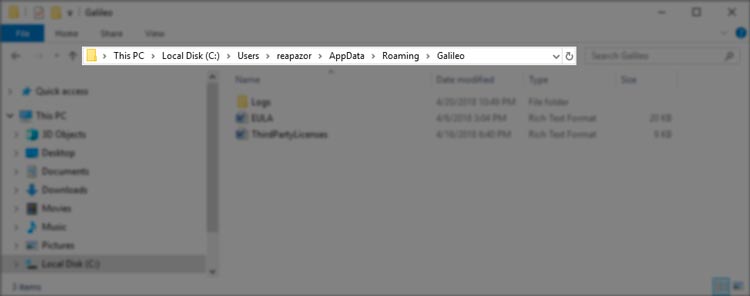 Galileo
File Home Share View
This PC Local Disk (C:) Users reapazor AppData Roaming Galileo
Search Galileo
Name Date modified Type Size
Quick access
Logs 4/20/2018 10:49 PM File folder
This PC
EULA 4/6/2018 3:04 PM Rich Text Format 20 KB
3D Objects
ThirdPartyLicenses 4/18/2018 6:40 PM Rich Text Format 9 KB
Desktop
Documents
Downloads
Movies
Music
Pictures
Local Disk (C:)
3 items